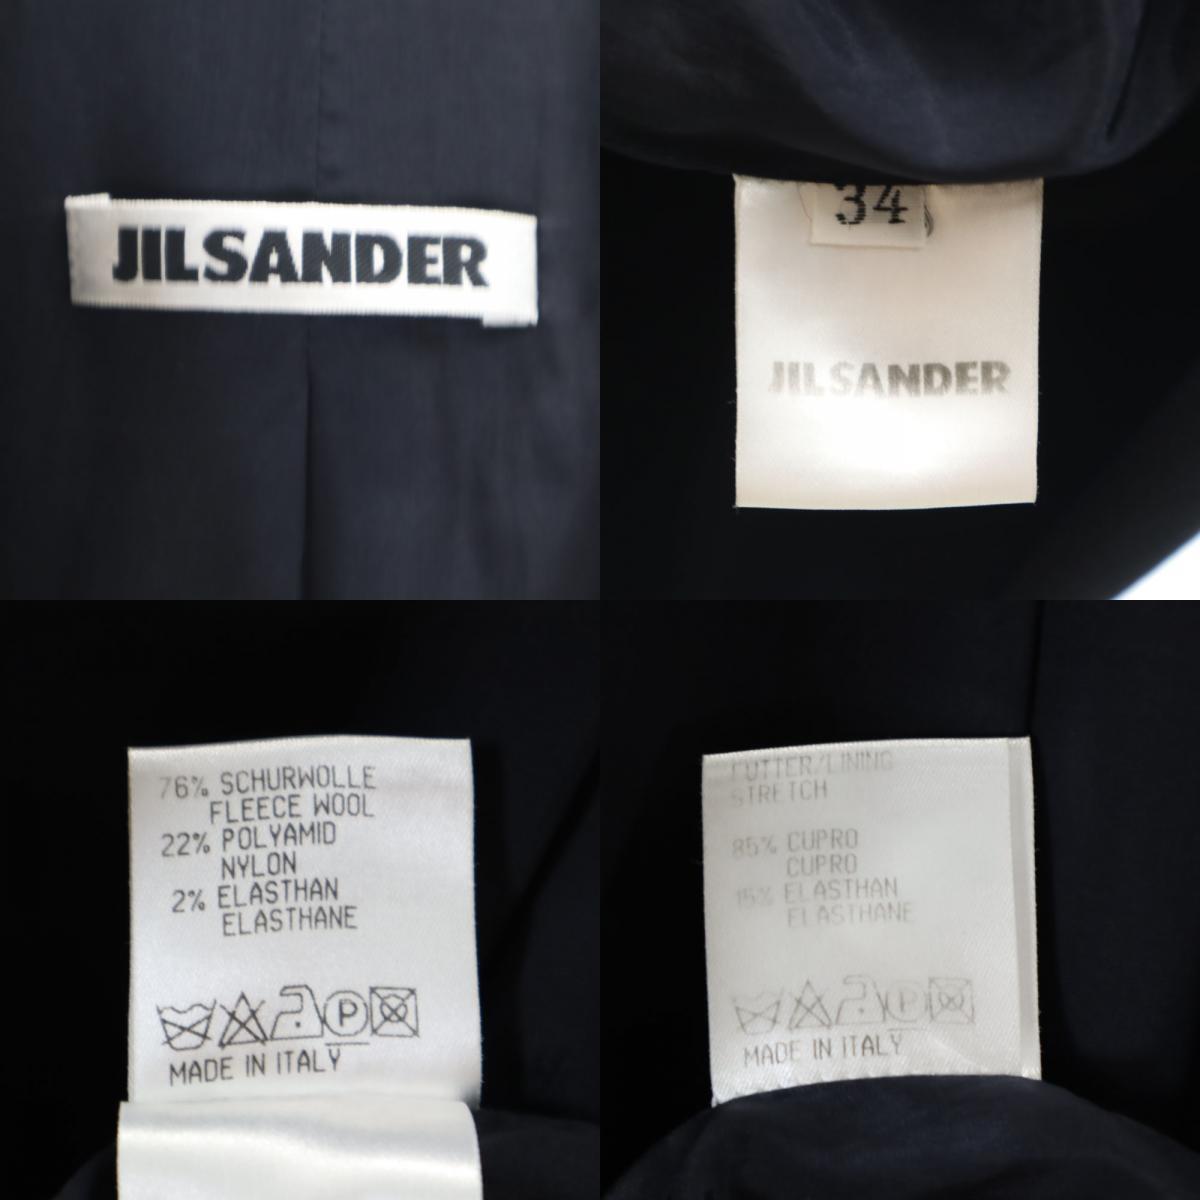 JILSANDER
34
JILSANDER
76% SCHURWOLLE
FLEECE WOOL
22% POLYAMID
NYLON
2% ELASTHAN
ELASTHANE
P
MADE IN ITALY
FUTTER/LINING
STRETCH
85% CUPRO
CUPRO
15% ELASTHAN
ELASTHANE
P
MADE IN ITALY